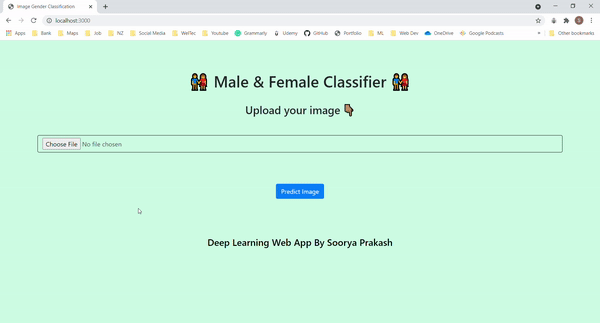 Image Gender Classification
localhost:3000
Apps Bank Maps Job NZ Social Media WelTec Youtube Grammarly Udemy GitHub Portfolio ML Web Dev OneDrive Google Podcasts » Other bookmarks
Male & Female Classifier
Upload your image
Choose File No file chosen
Predict Image
Deep Learning Web App By Soorya Prakash